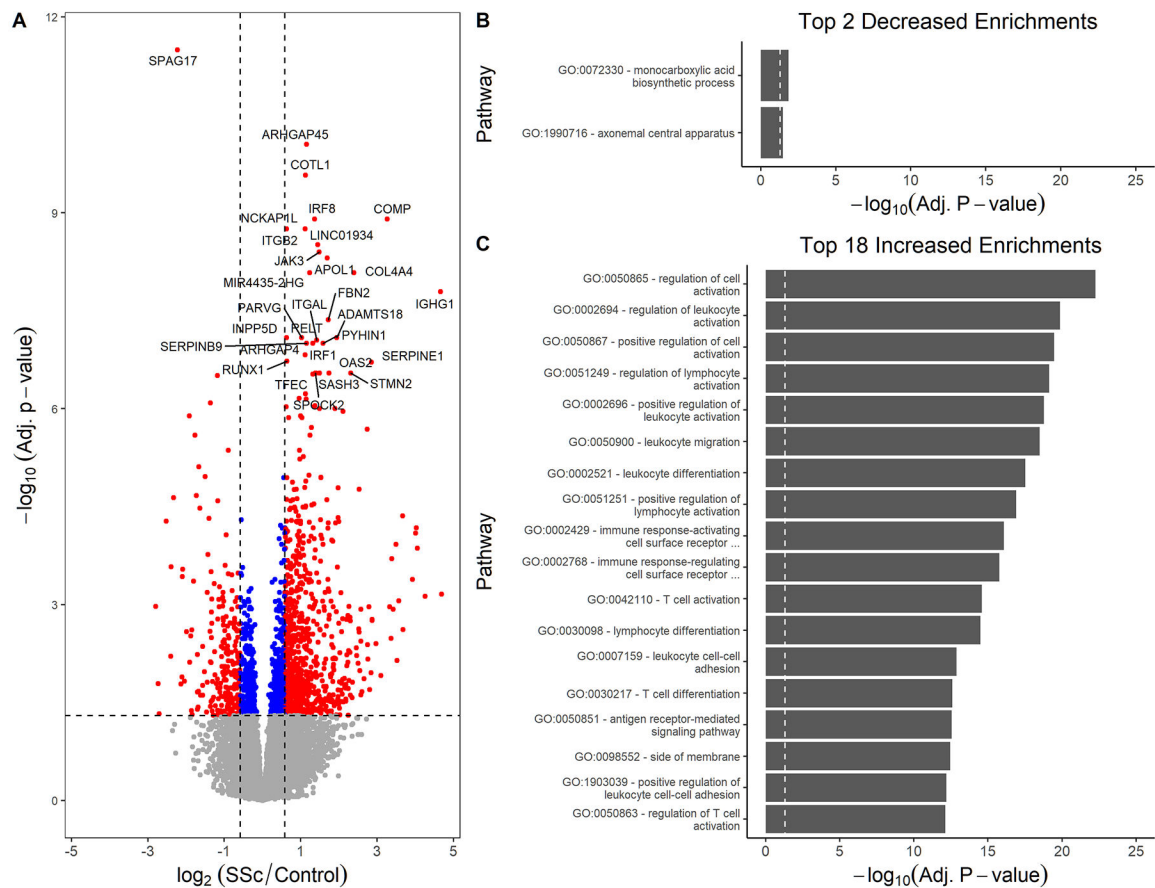 A
12
9
6
3
0
−log10 (Adj. p − value)
SPAG17
ARHGAP45
COTL1
IRF8
COMP
NCKAP1L
ITGB2
LINC01934
JAK3
APOL1
COL4A4
MIR4435-2HG
FBN2
IGHG1
PARVG
ITGAL
ADAMTS18
INPP5D
RELT
PYHIN1
SERPINB9
ARHGAP4
IRF1
SERPINE1
RUNX1
OAS2
TFEC
SASH3
STMN2
SPOCK2
-5
-3
-1
1
3
5
log2 (SSc/Control)
B
Top 2 Decreased Enrichments
Pathway
GO:0072330 - monocarboxylic acid
biosynthetic process
GO:1990716 - axonemal central apparatus
0
5
10
15
20
25
−log10(Adj. P − value)
C
Top 18 Increased Enrichments
Pathway
GO:0050865 - regulation of cell
activation
GO:0002694 - regulation of leukocyte
activation
GO:0050867 - positive regulation of cell
activation
GO:0051249 - regulation of lymphocyte
activation
GO:0002696 - positive regulation of
leukocyte activation
GO:0050900 - leukocyte migration
GO:0002521 - leukocyte differentiation
GO:0051251 - positive regulation of
lymphocyte activation
GO:0002429 - immune response-activating
cell surface receptor ...
GO:0002768 - immune response-regulating
cell surface receptor ...
GO:0042110 - T cell activation
GO:0030098 - lymphocyte differentiation
GO:0007159 - leukocyte cell-cell
adhesion
GO:0030217 - T cell differentiation
GO:0050851 - antigen receptor-mediated
signaling pathway
GO:0098552 - side of membrane
GO:1903039 - positive regulation of
leukocyte cell-cell adhesion
GO:0050863 - regulation of T cell
activation
0
5
10
15
20
25
−log10(Adj. P − value)